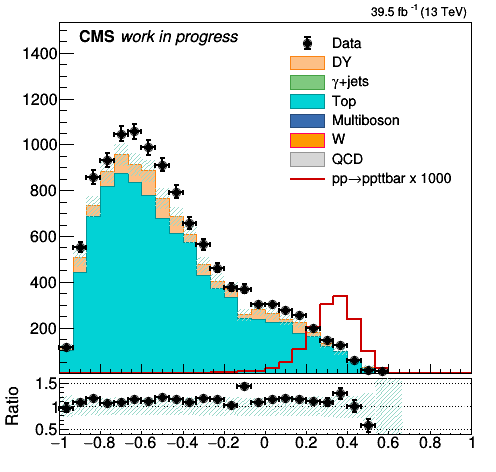 39.5 fb⁻¹ (13 TeV)
CMS work in progress
Data
DY
γ+jets
Top
Multiboson
W
QCD
pp→ppttbar x 1000
1400
1200
1000
800
600
400
200
Ratio
1.5
1
0.5
−1 −0.8 −0.6 −0.4 −0.2 0 0.2 0.4 0.6 0.8 1